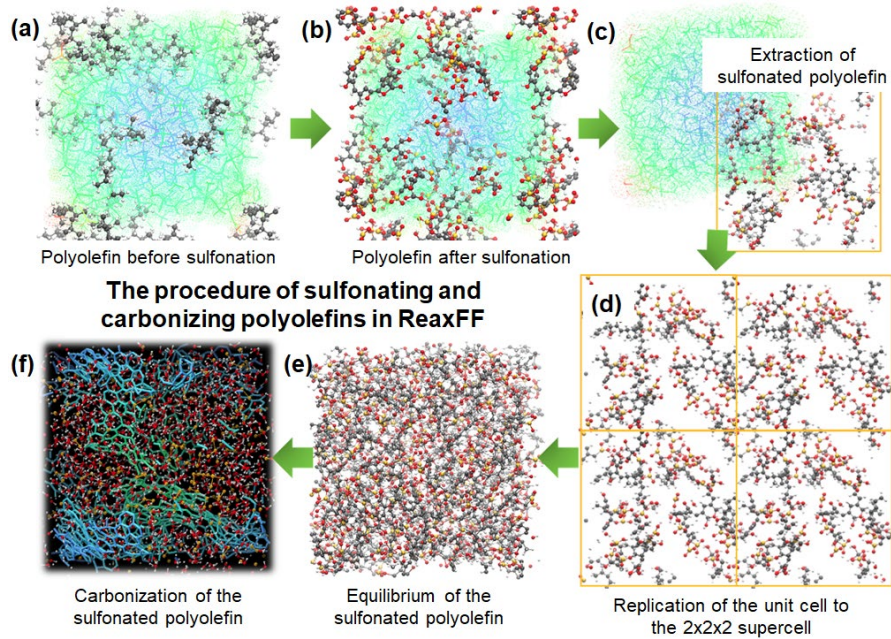 (a)
(b)
(c)
Extraction of
sulfonated polyolefin
Polyolefin before sulfonation
Polyolefin after sulfonation
The procedure of sulfonating and
carbonizing polyolefins in ReaxFF
(d)
(f)
(e)
Carbonization of the
sulfonated polyolefin
Equilibrium of the
sulfonated polyolefin
Replication of the unit cell to
the 2x2x2 supercell